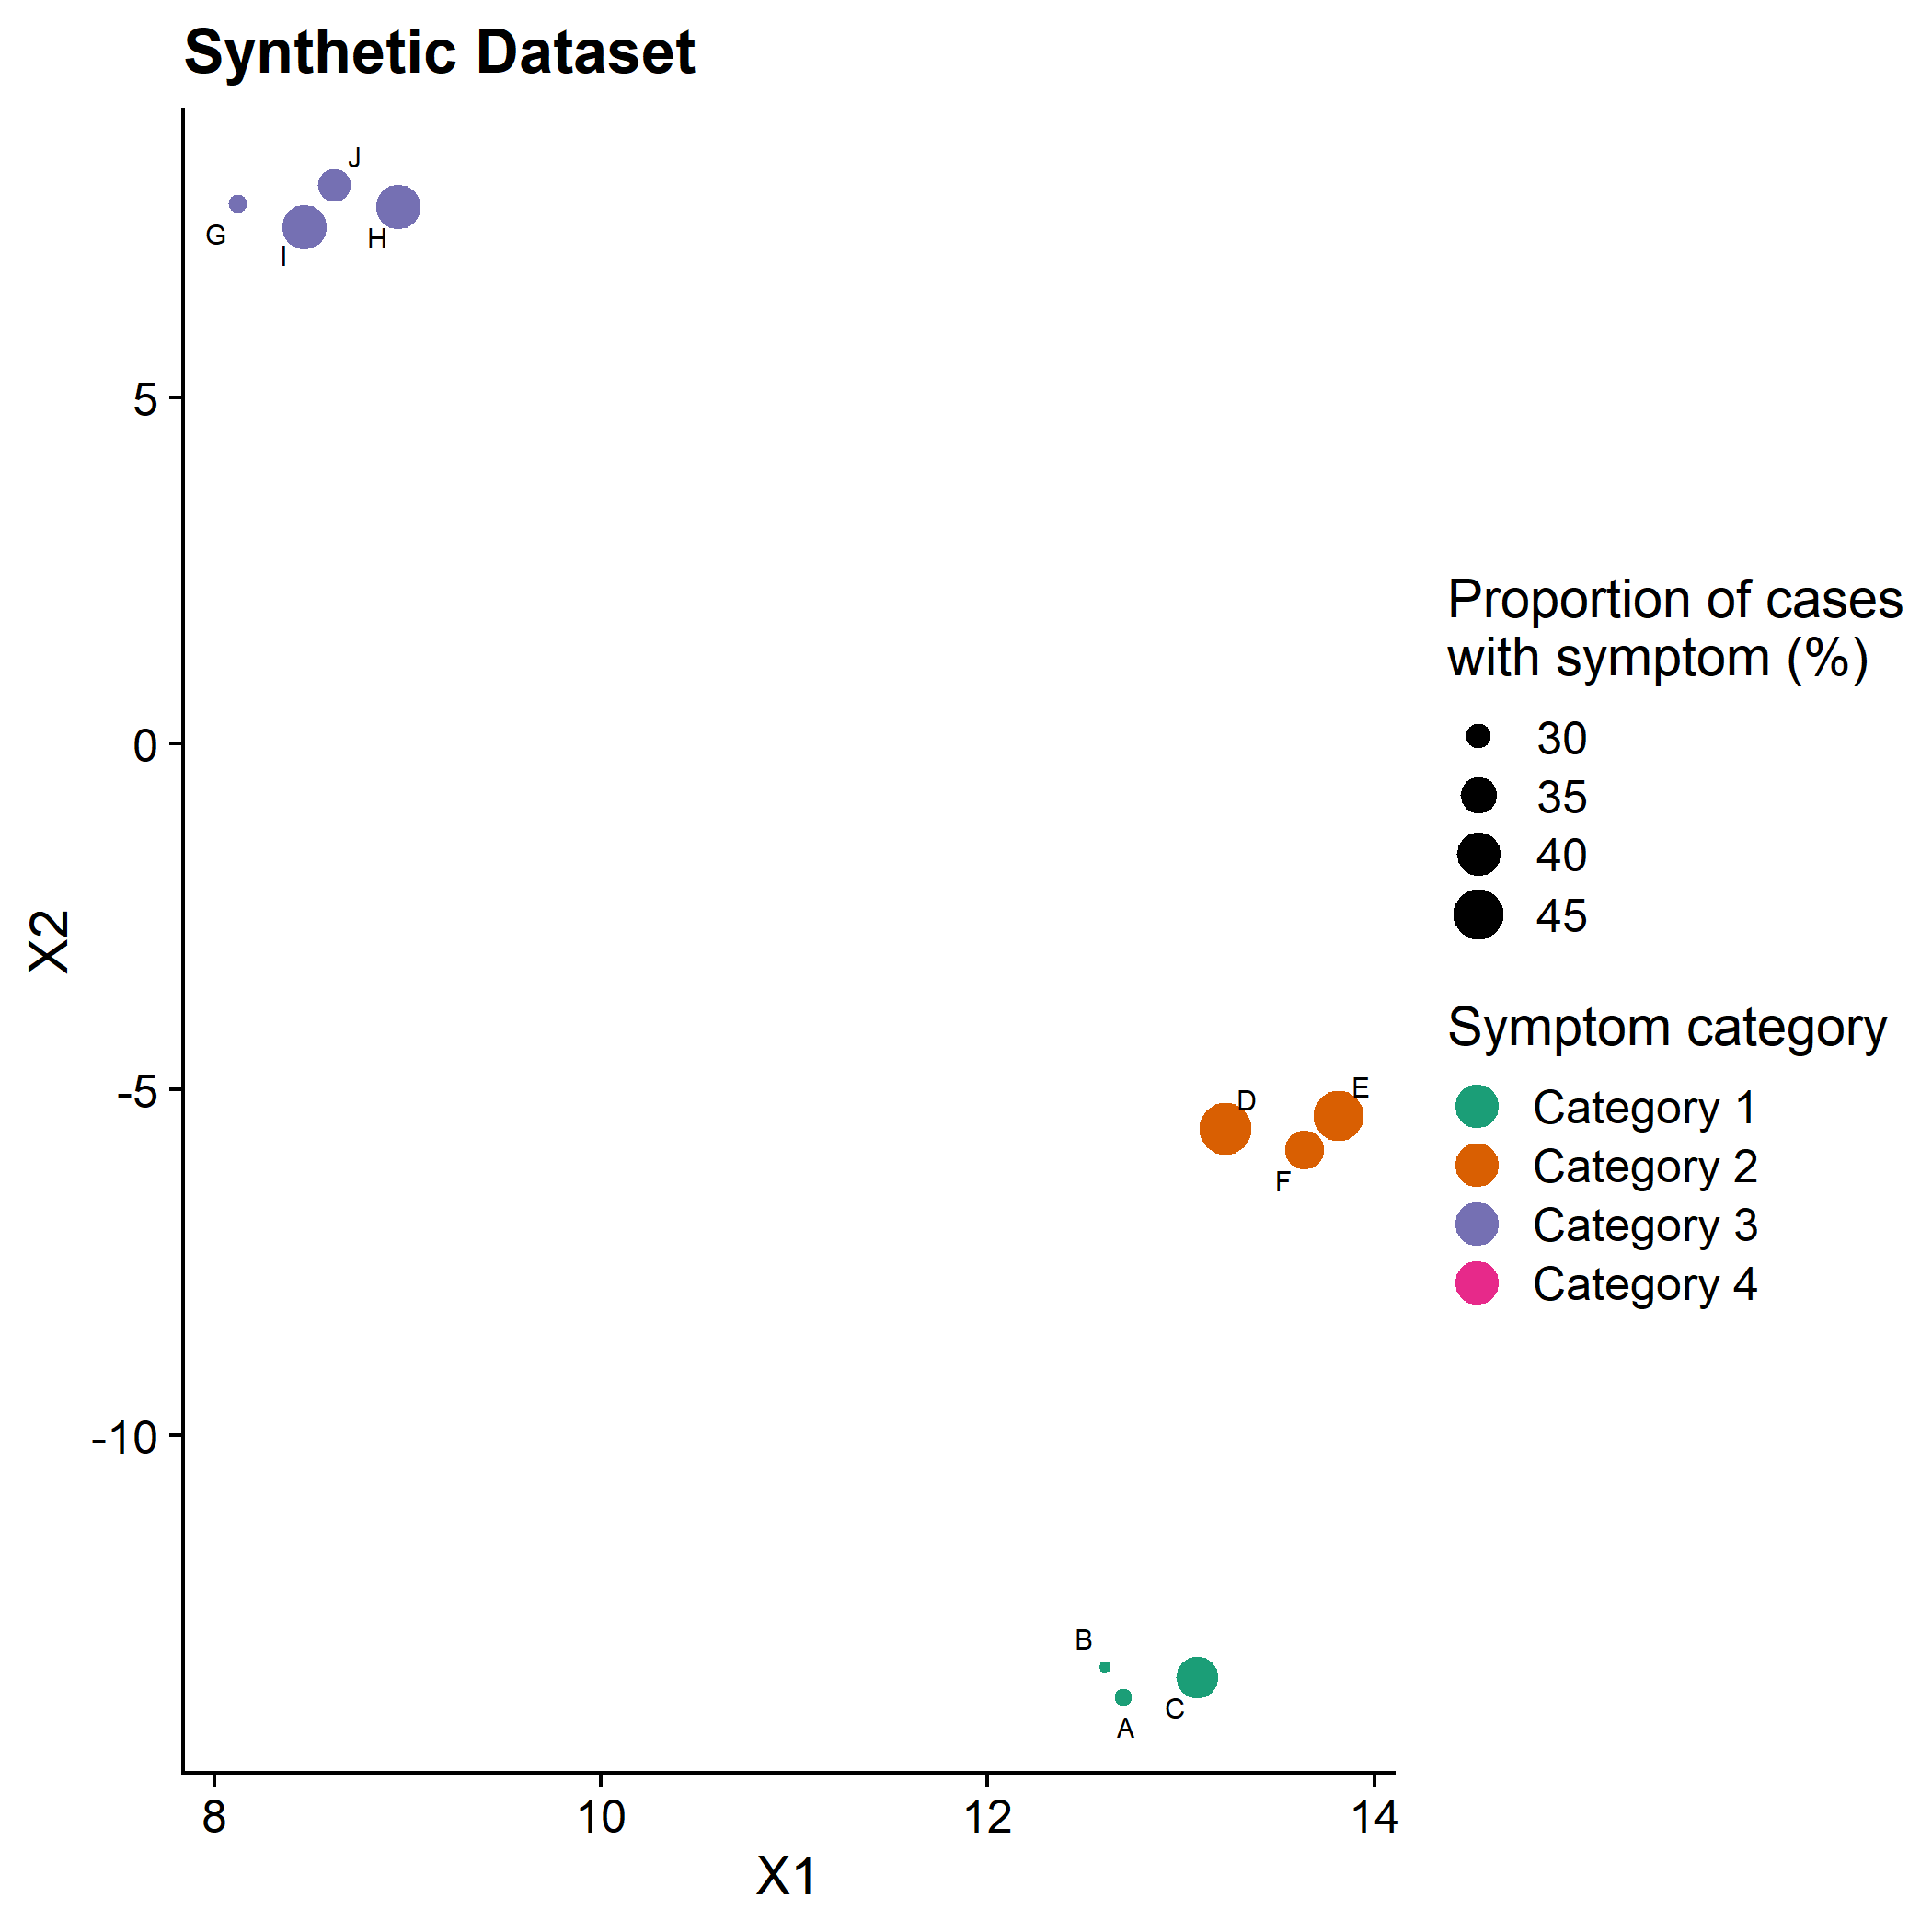 Synthetic Dataset
J
G
H
I
5
0
-5
-10
X2
D
E
F
B
C
A
8
10
12
14
X1
Proportion of cases
with symptom (%)
30
35
40
45
Symptom category
Category 1
Category 2
Category 3
Category 4